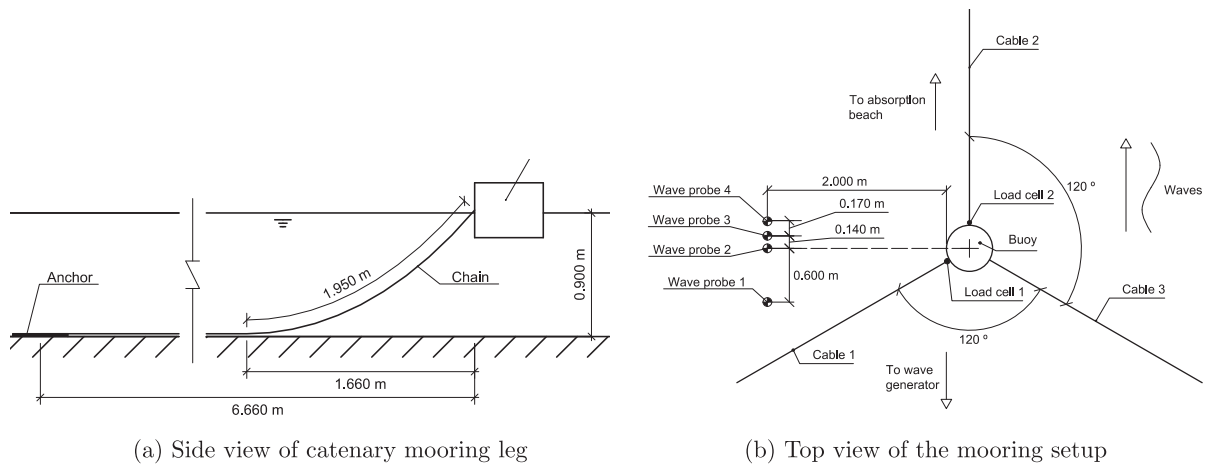 Anchor
1.950 m
Chain
0.900 m
1.660 m
6.660 m
(a) Side view of catenary mooring leg
Cable 2
To absorption
beach
2.000 m
Wave probe 4
Load cell 2
120 º
Waves
0.170 m
Wave probe 3
0.140 m
Wave probe 2
Buoy
Wave probe 1
0.600 m
Load cell 1
Cable 3
120 º
Cable 1
To wave
generator
(b) Top view of the mooring setup